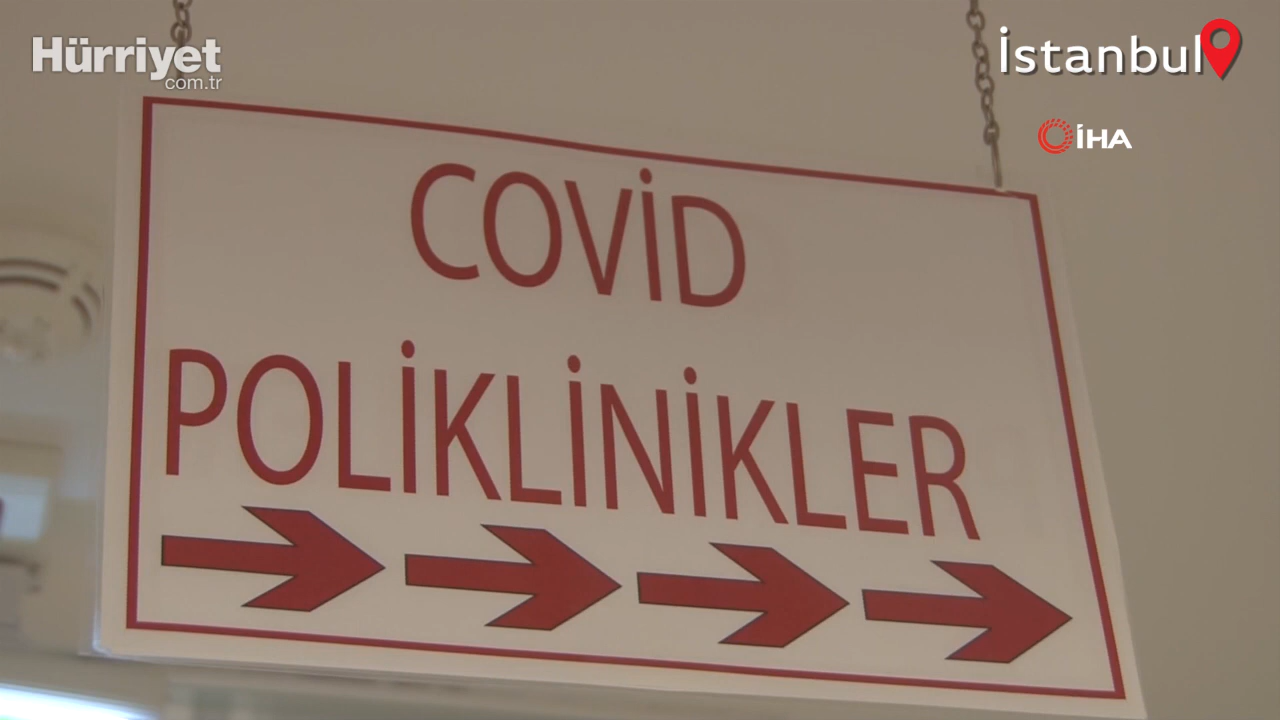 Hürriyet
com.tr
İstanbul
İHA
COVİD
POLİKLİNİKLER